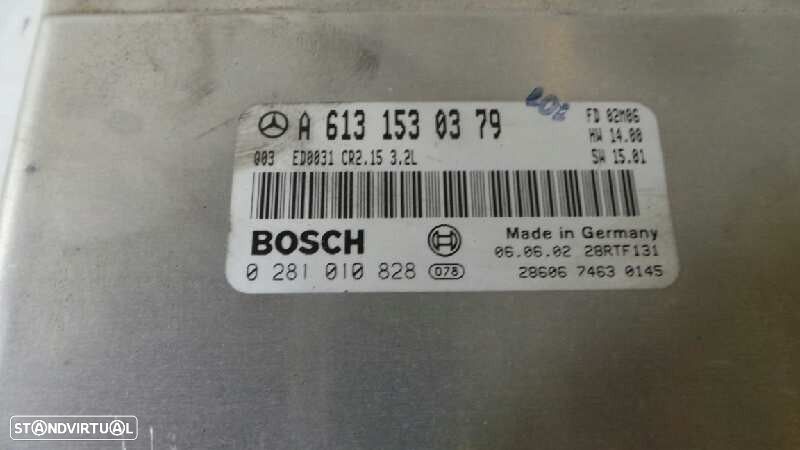 A 613 153 03 79
FD 02M06
HW 14.00
Q03 ED0031 CR2.15 3.2L
SW 15.01
BOSCH
Made in Germany
06.06.02 28RTF131
0 281 010 828 078
28606 7463 0145
STANDVIRTUAL